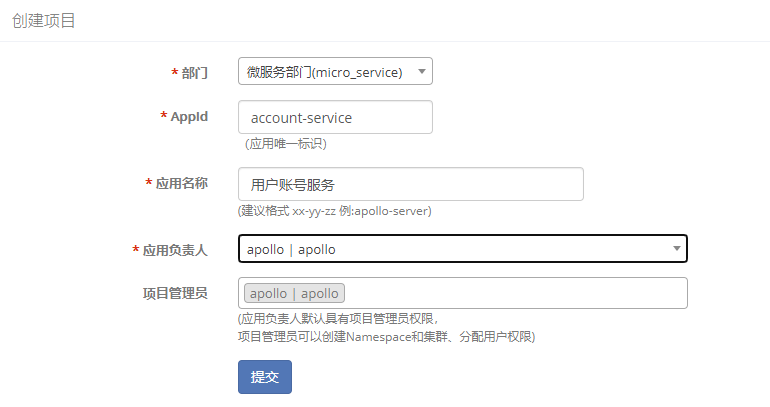 创建项目
* 部门 微服务部门(micro_service)
* AppId account-service
(应用唯一标识)
* 应用名称 用户账号服务
(建议格式 xx-yy-zz 例:apollo-server)
* 应用负责人 apollo | apollo
项目管理员 apollo | apollo
(应用负责人默认具有项目管理员权限，
项目管理员可以创建Namespace和集群、分配用户权限)
提交